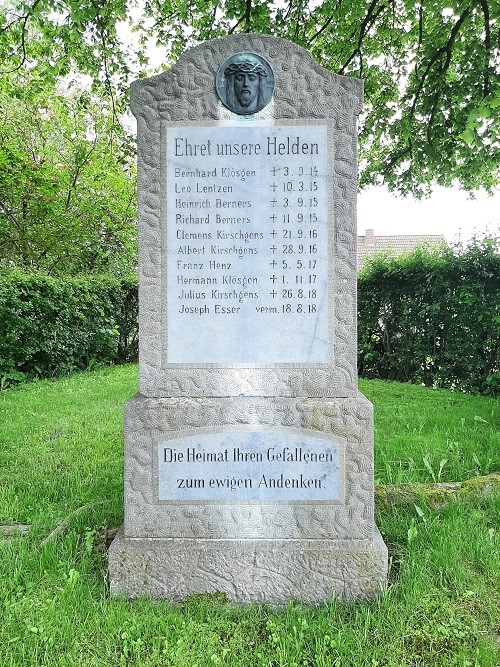 Ehret unsere Helden
Bernhard Klösgen † 3. 9. 14
Leo Lentzen † 10. 3. 15
Heinrich Berners † 3. 9. 15
Richard Berners † 11. 9. 15
Clemens Kirschgens † 21. 9. 16
Albert Kirschgens † 28. 9. 16
Franz Henz † 5. 5. 17
Hermann Klösgen † 1. 11. 17
Julius Kirschgens † 26. 8. 18
Joseph Esser verm. 18. 8. 18
Die Heimat Ihren Gefallenen
zum ewigen Andenken!